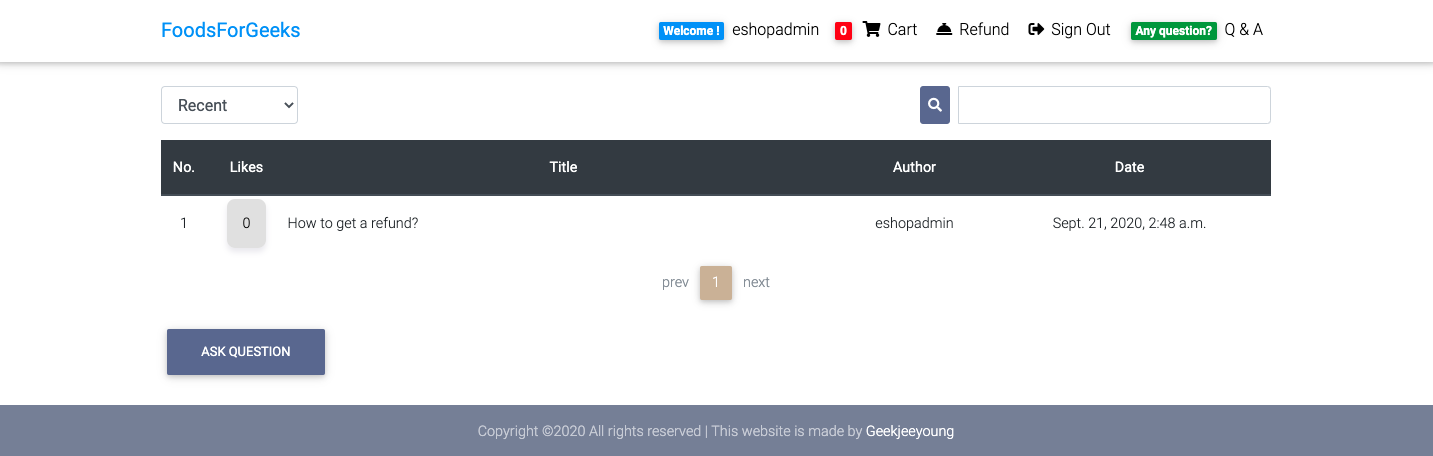 FoodsForGeeks Welcome ! eshopadmin 0 Cart Refund Sign Out Any question? Q & A
Recent
No. Likes Title Author Date
1 0 How to get a refund? eshopadmin Sept. 21, 2020, 2:48 a.m.
prev 1 next
ASK QUESTION
Copyright ©2020 All rights reserved | This website is made by Geekjeeyoung